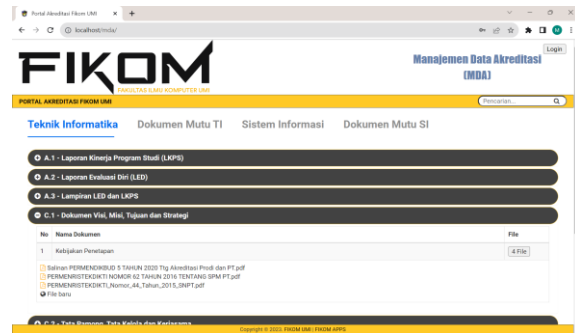 Portal Akreditasi Fikom UMI
localhost/mda/
M
Login
FIKOM
FAKULTAS ILMU KOMPUTER UMI
Manajemen Data Akreditasi
(MDA)
PORTAL AKREDITASI FIKOM UMI
Pencarian...
Teknik Informatika Dokumen Mutu TI Sistem Informasi Dokumen Mutu SI
A.1 - Laporan Kinerja Program Studi (LKPS)
A.2 - Laporan Evaluasi Diri (LED)
A.3 - Lampiran LED dan LKPS
C.1 - Dokumen Visi, Misi, Tujuan dan Strategi
No Nama Dokumen File
1 Kebijakan Penetapan 4 File
Salinan PERMENDIKBUD 5 TAHUN 2020 Ttg Akreditasi Prodi dan PT.pdf
PERMENRISTEKDIKTI NOMOR 62 TAHUN 2016 TENTANG SPM PT.pdf
PERMENRISTEKDIKTI_Nomor_44_Tahun_2015_SNPT.pdf
File baru
C.2 - Tata Pamong, Tata Kelola dan Kerjasama
Copyright © 2023. FIKOM UMI | FIKOM APPS